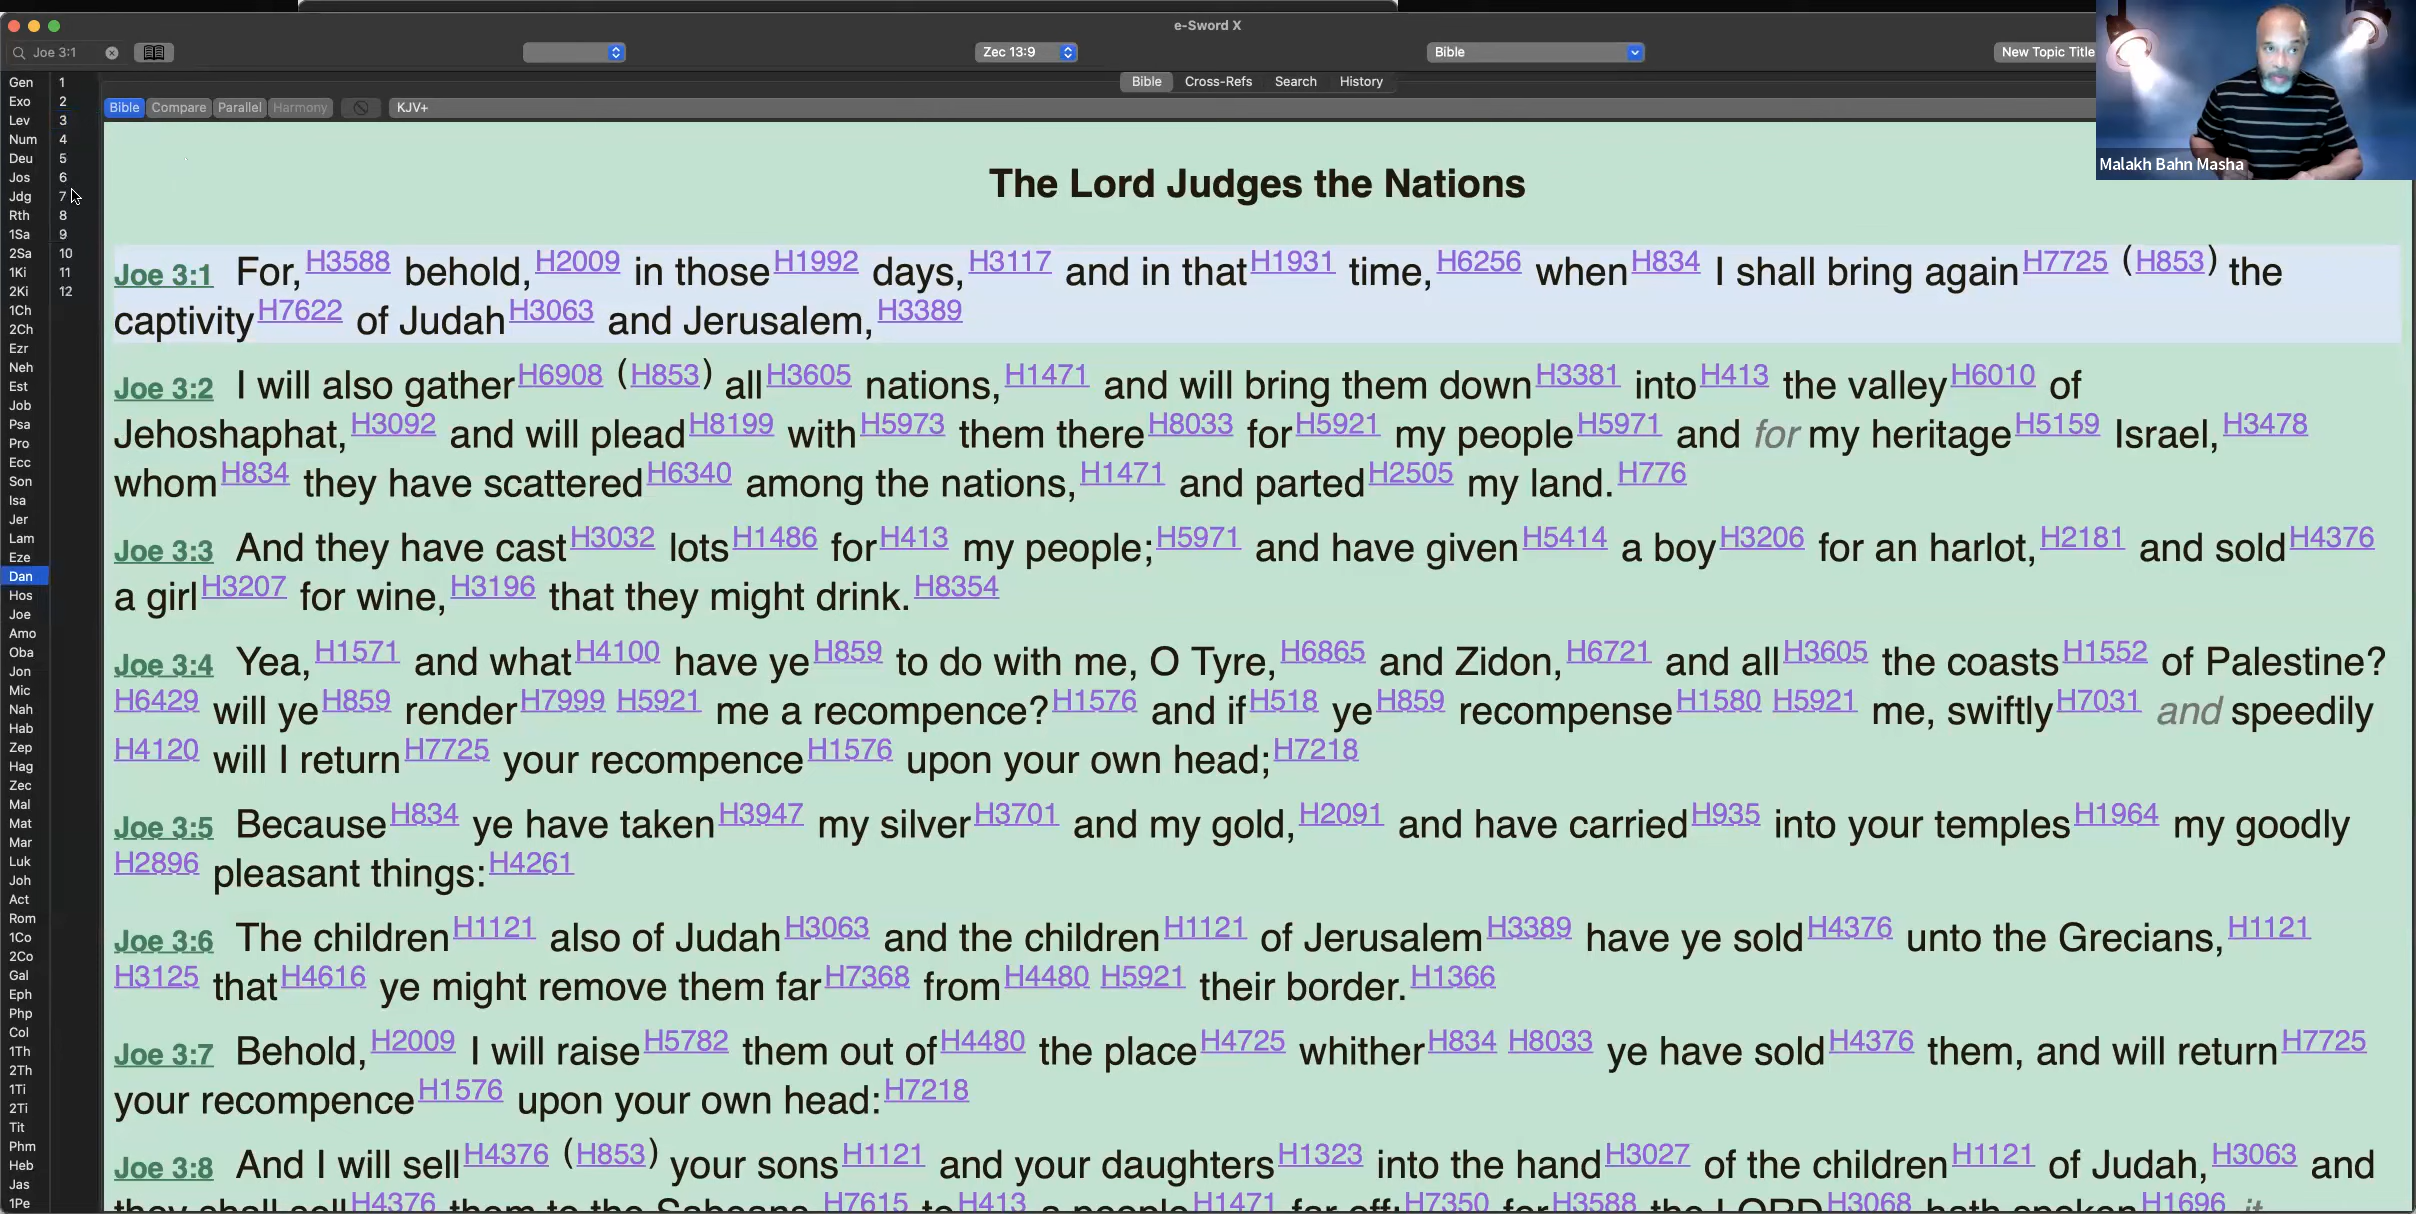 e-Sword X
Joe 3:1
Zec 13:9
Bible
New Topic Title
Bible Cross-Refs Search History
Bible Compare Parallel Harmony KJV+
Malakh Bahn Masha
Gen 1
Exo 2
Lev 3
Num 4
Deu 5
Jos 6
Jdg 7
Rth 8
1Sa 9
2Sa 10
1Ki 11
2Ki 12
1Ch
2Ch
Ezr
Neh
Est
Job
Psa
Pro
Ecc
Son
Isa
Jer
Lam
Eze
Dan
Hos
Joe
Amo
Oba
Jon
Mic
Nah
Hab
Zep
Hag
Zec
Mal
Mat
Mar
Luk
Joh
Act
Rom
1Co
2Co
Gal
Eph
Php
Col
1Th
2Th
1Ti
2Ti
Tit
Phm
Heb
Jas
1Pe
The Lord Judges the Nations
Joe 3:1 For,H3588 behold,H2009 in thoseH1992 days,H3117 and in thatH1931 time,H6256 whenH834 I shall bring againH7725 (H853) the
captivityH7622 of JudahH3063 and Jerusalem,H3389
Joe 3:2 I will also gatherH6908 (H853) allH3605 nations,H1471 and will bring them downH3381 intoH413 the valleyH6010 of
Jehoshaphat,H3092 and will pleadH8199 withH5973 them thereH8033 forH5921 my peopleH5971 and for my heritageH5159 Israel,H3478
whomH834 they have scatteredH6340 among the nations,H1471 and partedH2505 my land.H776
Joe 3:3 And they have castH3032 lotsH1486 forH413 my people;H5971 and have givenH5414 a boyH3206 for an harlot,H2181 and soldH4376
a girlH3207 for wine,H3196 that they might drink.H8354
Joe 3:4 Yea,H1571 and whatH4100 have yeH859 to do with me, O Tyre,H6865 and Zidon,H6721 and allH3605 the coastsH1552 of Palestine?
H6429 will yeH859 renderH7999 H5921 me a recompence?H1576 and ifH518 yeH859 recompenseH1580 H5921 me, swiftlyH7031 and speedily
H4120 will I returnH7725 your recompenceH1576 upon your own head;H7218
Joe 3:5 BecauseH834 ye have takenH3947 my silverH3701 and my gold,H2091 and have carriedH935 into your templesH1964 my goodly
H2896 pleasant things:H4261
Joe 3:6 The childrenH1121 also of JudahH3063 and the childrenH1121 of JerusalemH3389 have ye soldH4376 unto the Grecians,H1121
H3125 thatH4616 ye might remove them farH7368 fromH4480 H5921 their border.H1366
Joe 3:7 Behold,H2009 I will raiseH5782 them out ofH4480 the placeH4725 whitherH834 H8033 ye have soldH4376 them, and will returnH7725
your recompenceH1576 upon your own head:H7218
Joe 3:8 And I will sellH4376 (H853) your sonsH1121 and your daughtersH1323 into the handH3027 of the childrenH1121 of Judah,H3063 and
they shall sellH4376 them to the Sabeans,H7615 toH413 a peopleH1471 far off:H7350 forH3588 the LORDH3068 hath spokenH1696 it